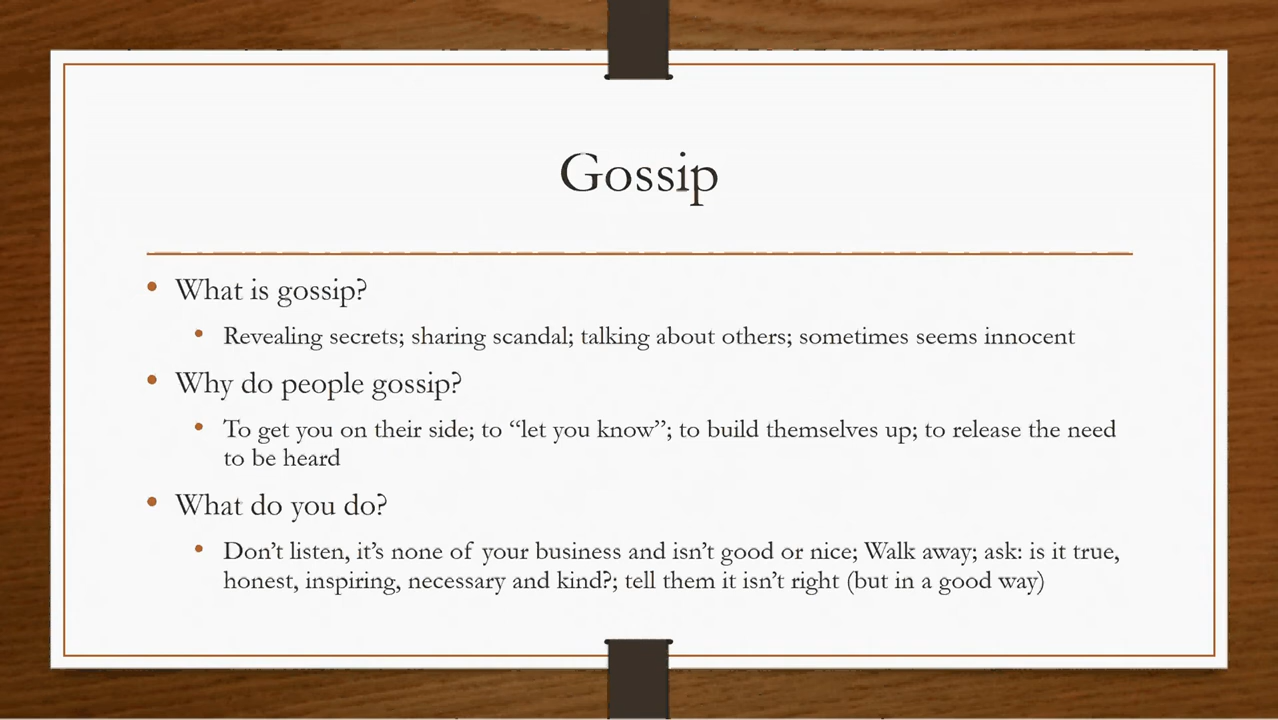 Gossip
• What is gossip?
• Revealing secrets; sharing scandal; talking about others; sometimes seems innocent
• Why do people gossip?
• To get you on their side; to “let you know”; to build themselves up; to release the need
to be heard
• What do you do?
• Don’t listen, it’s none of your business and isn’t good or nice; Walk away; ask: is it true,
honest, inspiring, necessary and kind?; tell them it isn’t right (but in a good way)